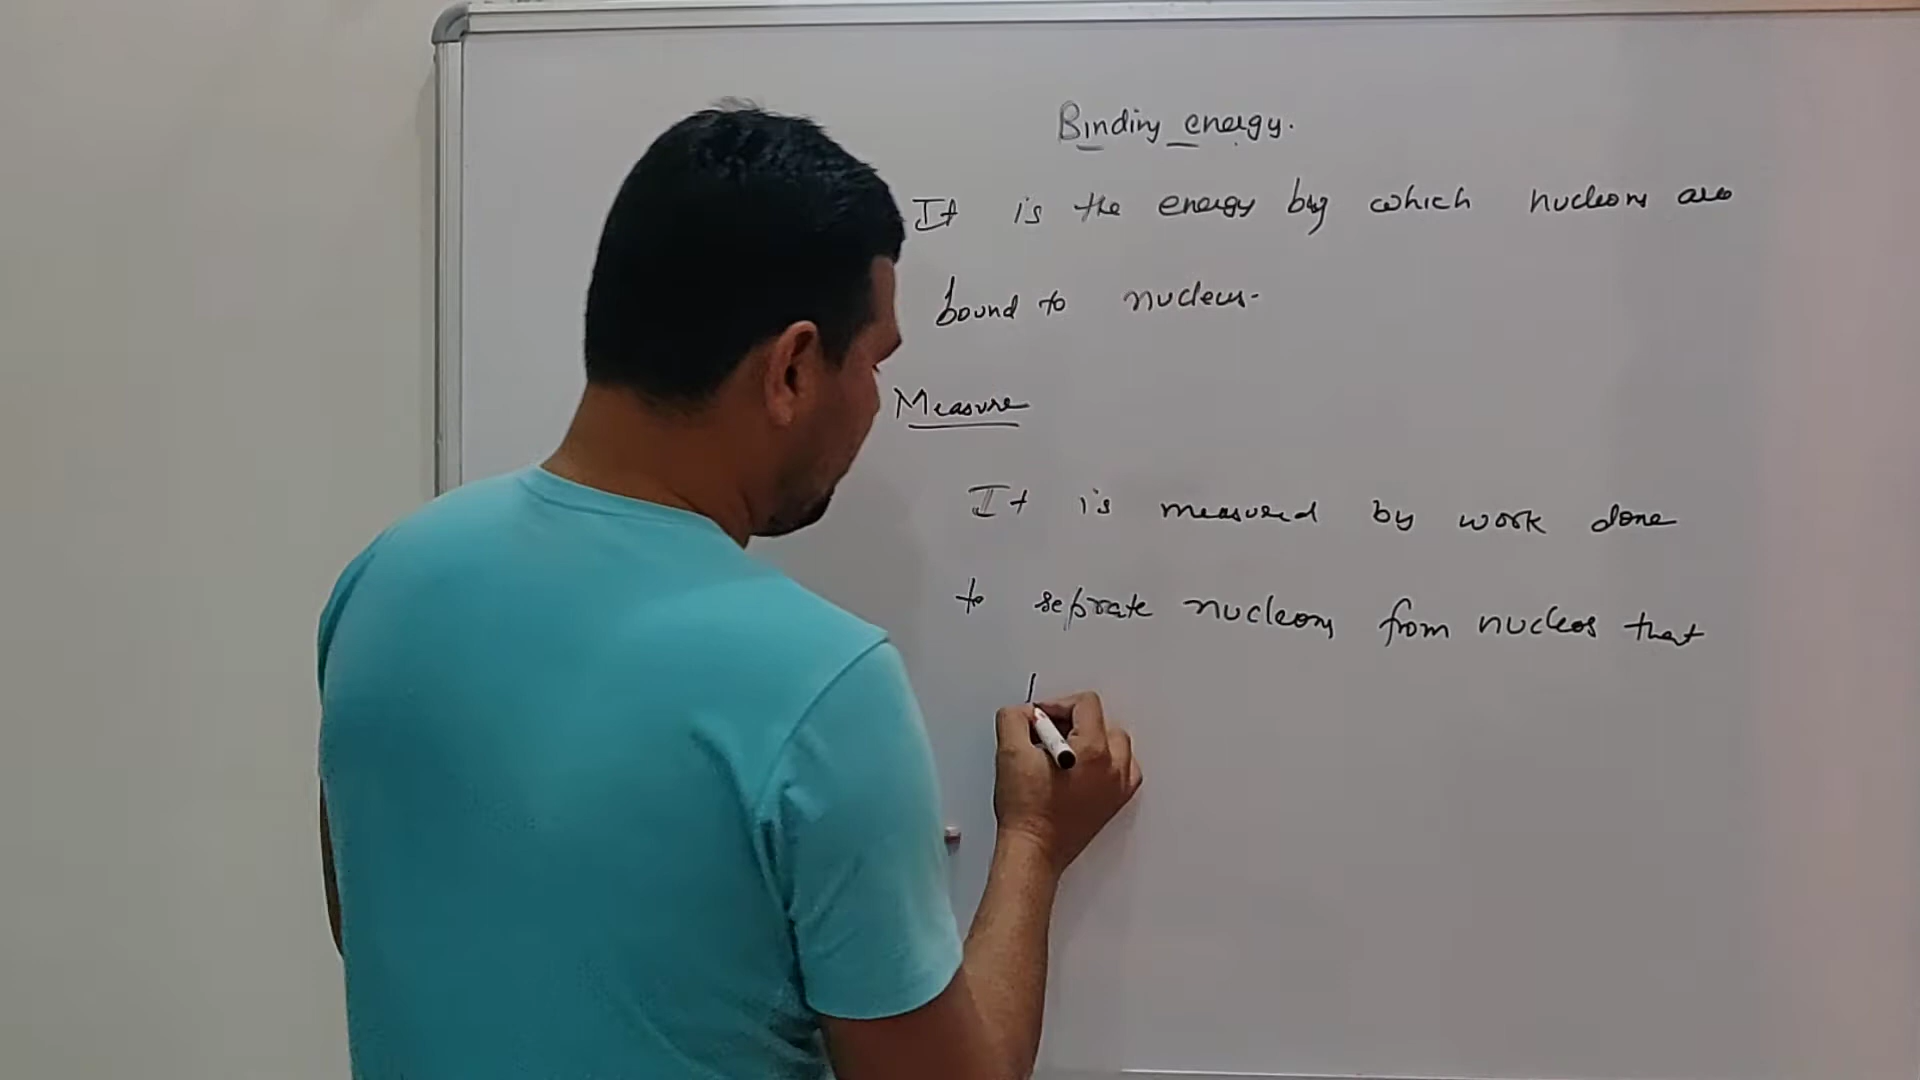 Binding energy.
It is the energy by which nucleons are
bound to nucleus.
Measure
It is measured by work done
to seprate nucleons from nucleos that